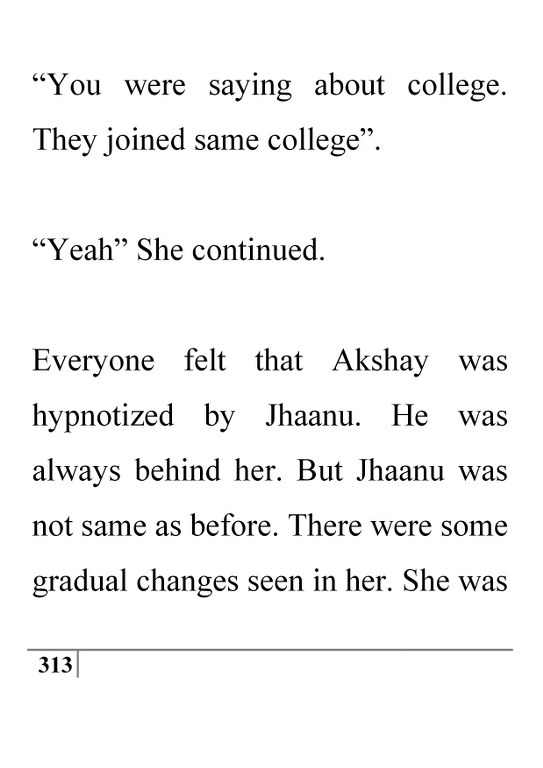 “You were saying about college.
They joined same college”.
“Yeah” She continued.
Everyone felt that Akshay was
hypnotized by Jhaanu. He was
always behind her. But Jhaanu was
not same as before. There were some
gradual changes seen in her. She was
313